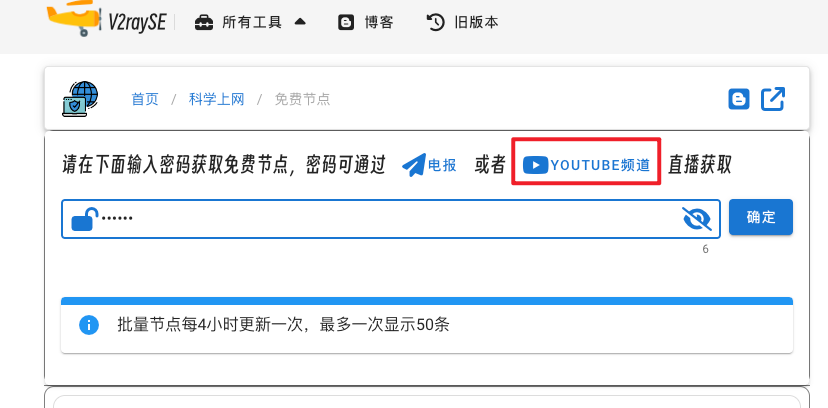 V2raySE 所有工具 博客 旧版本
首页 / 科学上网 / 免费节点
请在下面输入密码获取免费节点，密码可通过 电报 或者 YOUTUBE频道 直播获取
•••••• 确定
6
批量节点每4小时更新一次，最多一次显示50条